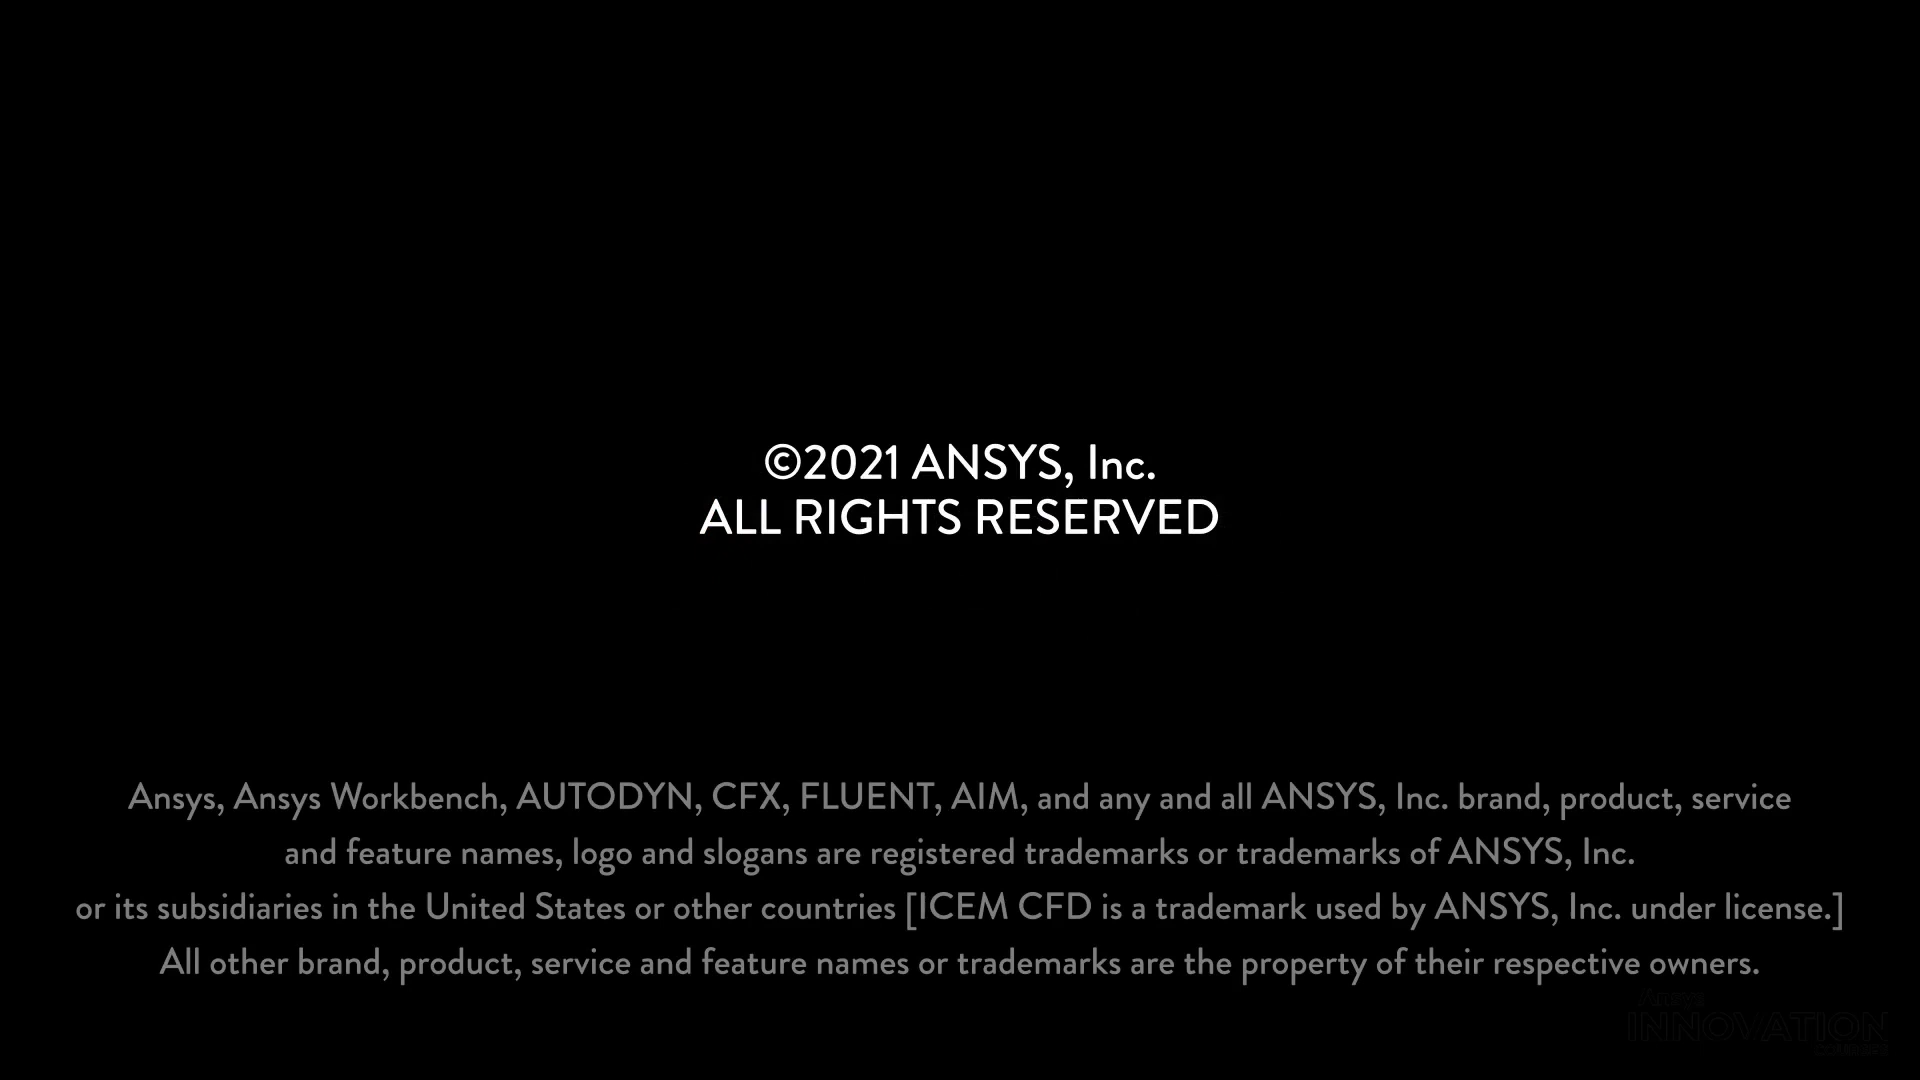 ©2021 ANSYS, Inc.
ALL RIGHTS RESERVED
Ansys, Ansys Workbench, AUTODYN, CFX, FLUENT, AIM, and any and all ANSYS, Inc. brand, product, service
and feature names, logo and slogans are registered trademarks or trademarks of ANSYS, Inc.
or its subsidiaries in the United States or other countries [ICEM CFD is a trademark used by ANSYS, Inc. under license.]
All other brand, product, service and feature names or trademarks are the property of their respective owners.
Ansys
INNOVATION
COURSES